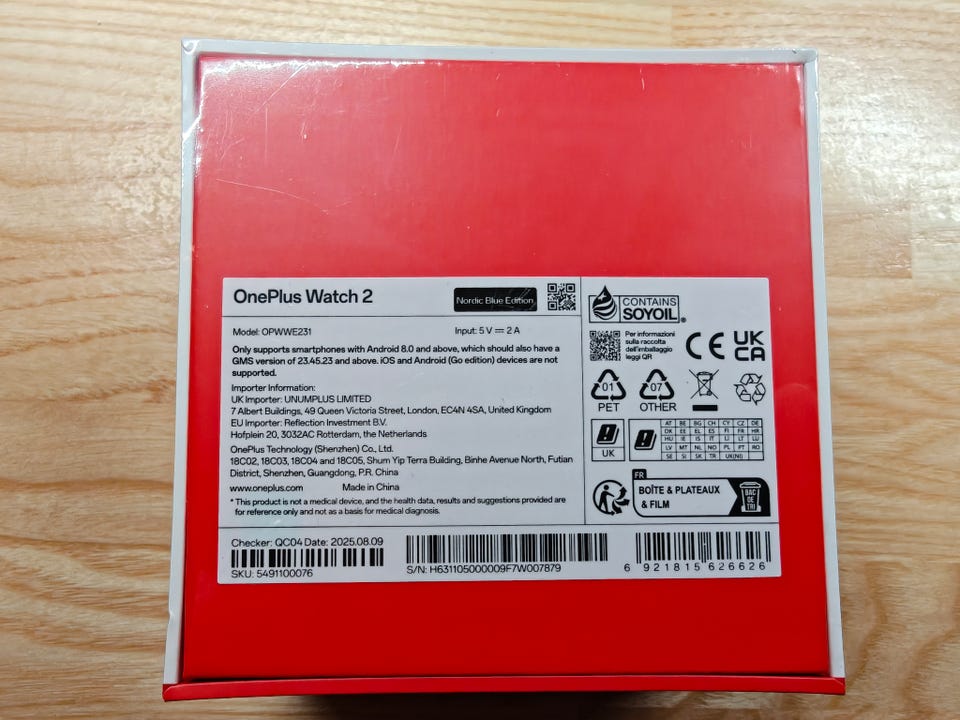 OnePlus Watch 2
Nordic Blue Edition
Model: OPWWE231
Input: 5 V ⎓ 2 A
Only supports smartphones with Android 8.0 and above, which should also have a
GMS version of 23.45.23 and above. iOS and Android (Go edition) devices are not
supported.
Importer Information:
UK Importer: UNUMPLUS LIMITED
7 Albert Buildings, 49 Queen Victoria Street, London, EC4N 4SA, United Kingdom
EU Importer: Reflection Investment B.V.
Hofplein 20, 3032AC Rotterdam, the Netherlands
OnePlus Technology (Shenzhen) Co., Ltd.
18C02, 18C03, 18C04 and 18C05, Shum Yip Terra Building, Binhe Avenue North, Futian
District, Shenzhen, Guangdong, P.R. China
www.oneplus.com Made in China
* This product is not a medical device, and the health data, results and suggestions provided are
for reference only and not as a basis for medical diagnosis.
CONTAINS
SOYOIL®
Per informazioni
sulla raccolta
dell'imballaggio
leggi QR
CE
UK
CA
01
PET
07
OTHER
UK
AT BE BG CH CY CZ DE
DK EE EL ES FI FR HR
HU IE IS IT LI LT LU
LV MT NL NO PL PT RO
SE SI SK TR UK(NI)
FR
BOÎTE & PLATEAUX
& FILM
BAC
DE
TRI
Checker: QC04 Date: 2025.08.09
SKU: 5491100076
S/N: H631105000009F7W007879
6 921815 626626